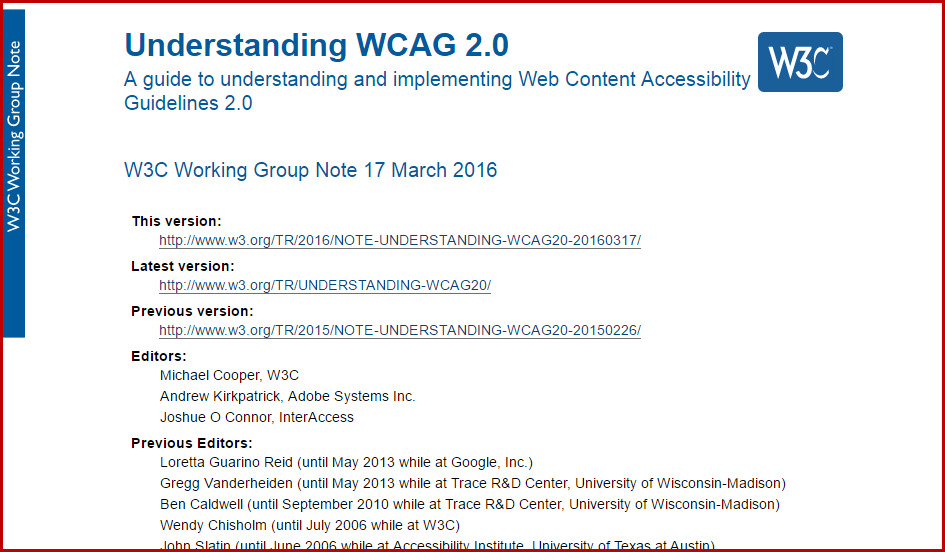 W3C Working Group Note
Understanding WCAG 2.0
W3C
A guide to understanding and implementing Web Content Accessibility
Guidelines 2.0
W3C Working Group Note 17 March 2016
This version:
http://www.w3.org/TR/2016/NOTE-UNDERSTANDING-WCAG20-20160317/
Latest version:
http://www.w3.org/TR/UNDERSTANDING-WCAG20/
Previous version:
http://www.w3.org/TR/2015/NOTE-UNDERSTANDING-WCAG20-20150226/
Editors:
Michael Cooper, W3C
Andrew Kirkpatrick, Adobe Systems Inc.
Joshue O Connor, InterAccess
Previous Editors:
Loretta Guarino Reid (until May 2013 while at Google, Inc.)
Gregg Vanderheiden (until May 2013 while at Trace R&D Center, University of Wisconsin-Madison)
Ben Caldwell (until September 2010 while at Trace R&D Center, University of Wisconsin-Madison)
Wendy Chisholm (until July 2006 while at W3C)
John Slatin (until June 2006 while at Accessibility Institute, University of Texas at Austin)